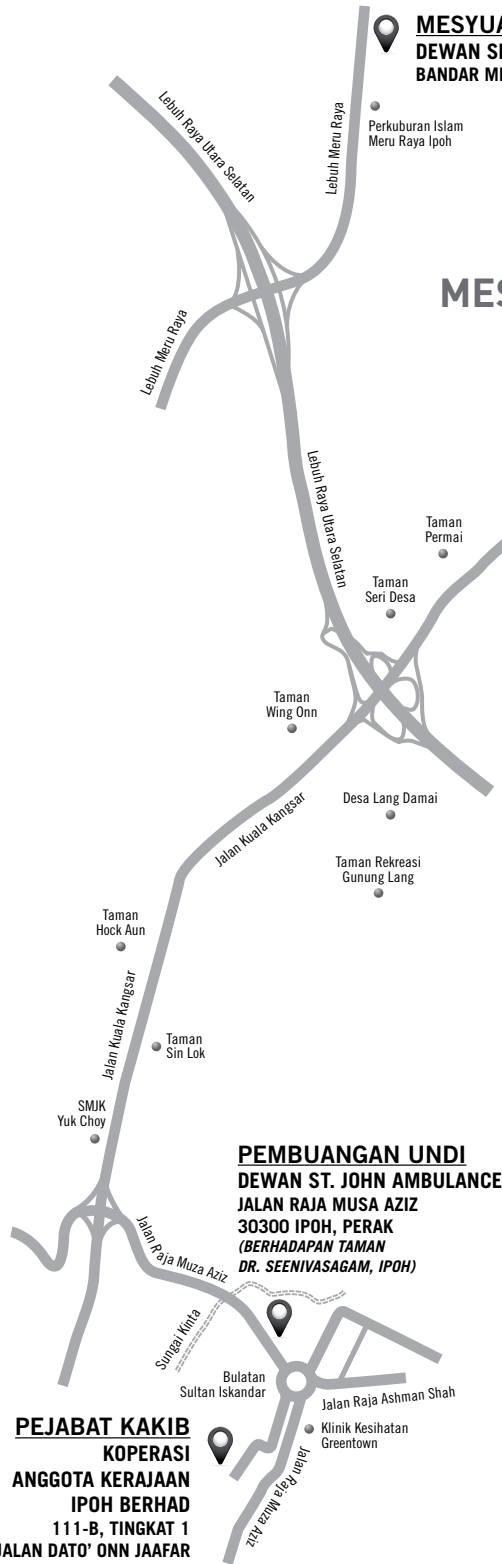 MESYUA
DEWAN
BANDAR
Perkuburan Islam
Meru Raya Ipoh
Lebuh Raya Utara Selatan
Lebuh Meru Raya
MES
Lebuh Meru Raya
Lebuh Raya Utara Selatan
Taman
Permai
Taman
Seri Desa
Taman
Wing Onn
Desa Lang Damai
Jalan Kuala Kangsar
Taman Rekreasi
Gunung Lang
Taman
Hock Aun
Jalan Kuala Kangsar
Taman
Sin Lok
SMJK
Yuk Choy
PEMBUANGAN UNDI
DEWAN ST. JOHN AMBULANCE
JALAN RAJA MUSA AZIZ
30300 IPOH, PERAK
(BERHADAPAN TAMAN
DR. SEENIVASAGAM, IPOH)
Jalan Raja Muza Aziz
Sungai Kinta
Bulatan
Sultan Iskandar
Jalan Raja Ashman Shah
Klinik Kesihatan
Greentown
Jalan Raja Muza Aziz
PEJABAT KAKIB
KOPERASI
ANGGOTA KERAJAAN
IPOH BERHAD
111-B, TINGKAT 1
JALAN DATO' ONN JAAFAR